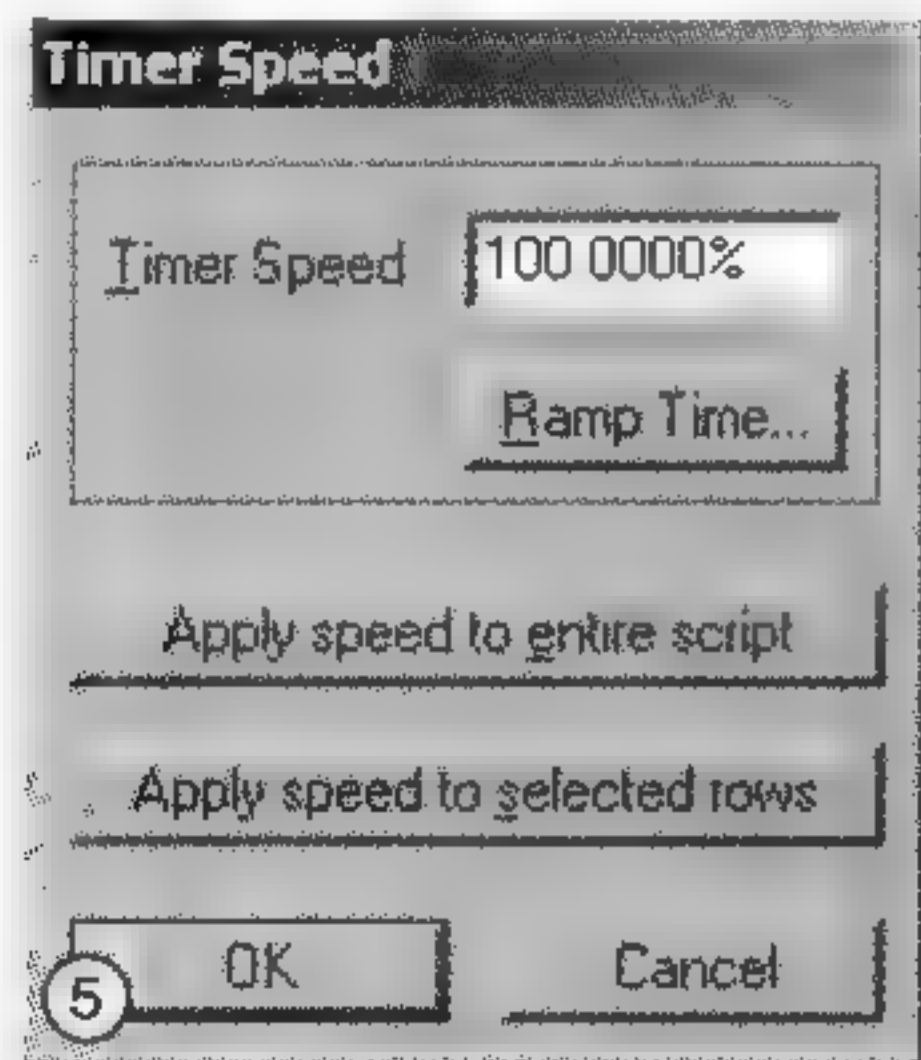 Timer Speed
Timer Speed 100 0000%
Ramp Time...
Apply speed to entire script
Apply speed to selected rows
OK Cancel
5